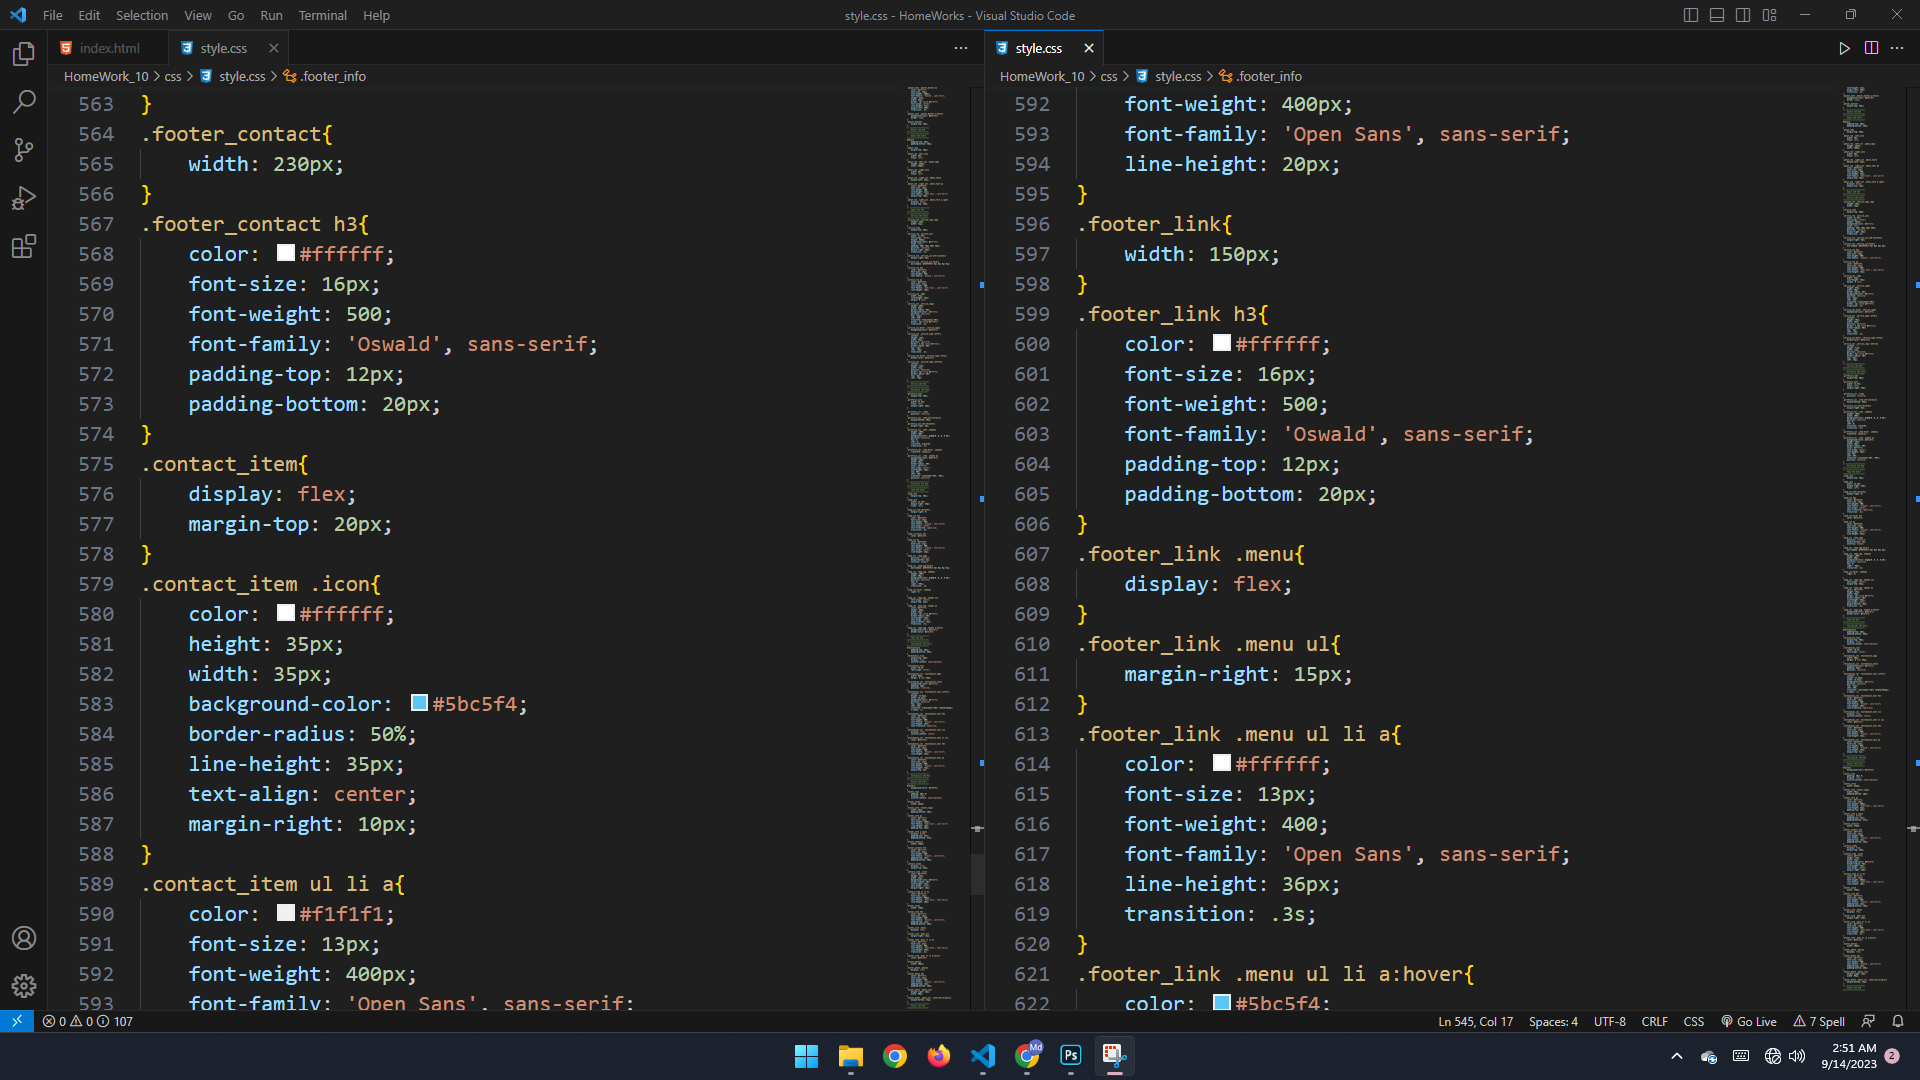 File Edit Selection View Go Run Terminal Help
style.css - HomeWorks - Visual Studio Code
index.html
style.css
HomeWork_10 > css > style.css > .footer_info
563 }
564 .footer_contact{
565 width: 230px;
566 }
567 .footer_contact h3{
568 color: #ffffff;
569 font-size: 16px;
570 font-weight: 500;
571 font-family: 'Oswald', sans-serif;
572 padding-top: 12px;
573 padding-bottom: 20px;
574 }
575 .contact_item{
576 display: flex;
577 margin-top: 20px;
578 }
579 .contact_item .icon{
580 color: #ffffff;
581 height: 35px;
582 width: 35px;
583 background-color: #5bc5f4;
584 border-radius: 50%;
585 line-height: 35px;
586 text-align: center;
587 margin-right: 10px;
588 }
589 .contact_item ul li a{
590 color: #f1f1f1;
591 font-size: 13px;
592 font-weight: 400px;
593 font-family: 'Open Sans', sans-serif;
style.css
HomeWork_10 > css > style.css > .footer_info
592 font-weight: 400px;
593 font-family: 'Open Sans', sans-serif;
594 line-height: 20px;
595 }
596 .footer_link{
597 width: 150px;
598 }
599 .footer_link h3{
600 color: #ffffff;
601 font-size: 16px;
602 font-weight: 500;
603 font-family: 'Oswald', sans-serif;
604 padding-top: 12px;
605 padding-bottom: 20px;
606 }
607 .footer_link .menu{
608 display: flex;
609 }
610 .footer_link .menu ul{
611 margin-right: 15px;
612 }
613 .footer_link .menu ul li a{
614 color: #ffffff;
615 font-size: 13px;
616 font-weight: 400;
617 font-family: 'Open Sans', sans-serif;
618 line-height: 36px;
619 transition: .3s;
620 }
621 .footer_link .menu ul li a:hover{
622 color: #5bc5f4;
0 0 107
Ln 545, Col 17 Spaces: 4 UTF-8 CRLF CSS Go Live 7 Spell
Md
Ps
2:51 AM
9/14/2023
2